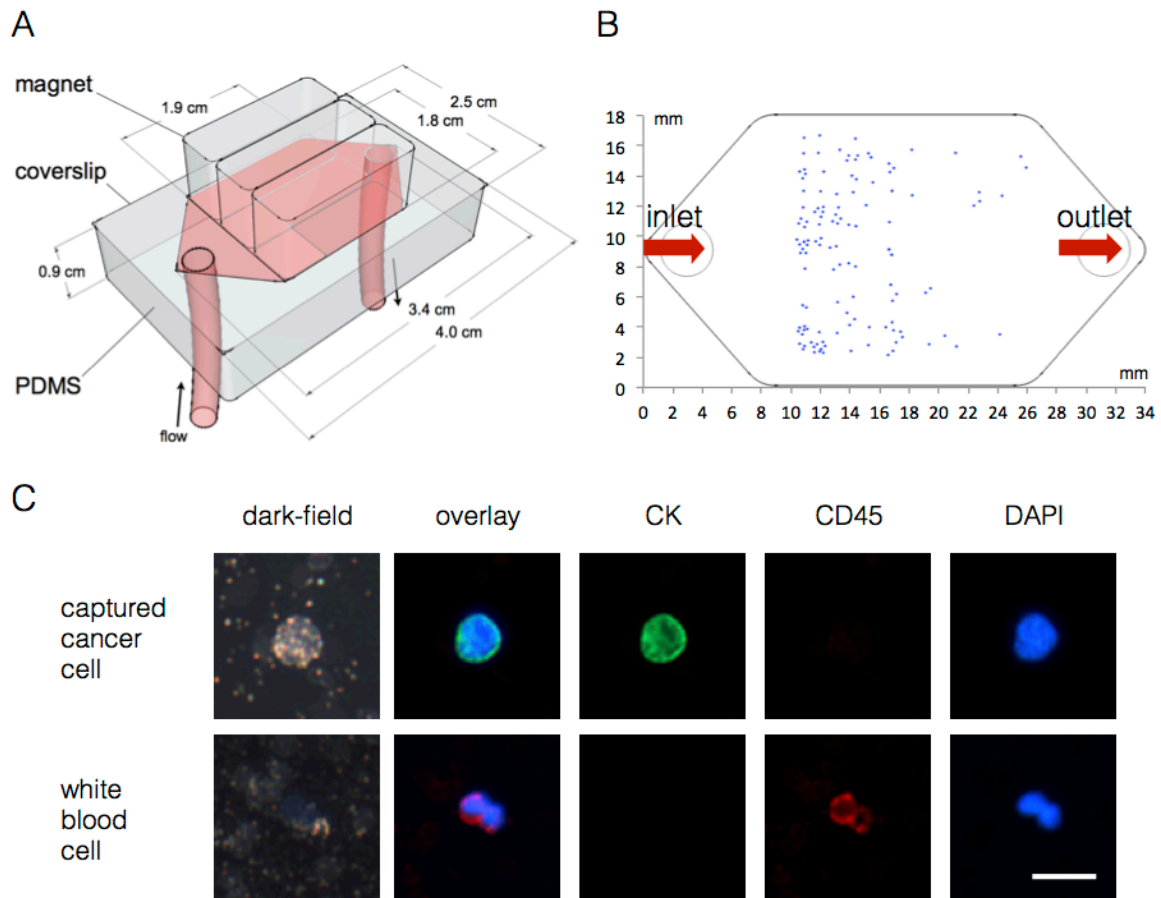 A
magnet
coverslip
PDMS
1.9 cm
2.5 cm
1.8 cm
0.9 cm
3.4 cm
4.0 cm
flow
B
18 mm
16
14
12
10
8
6
4
2
0
inlet
outlet
mm
0 2 4 6 8 10 12 14 16 18 20 22 24 26 28 30 32 34
C
dark-field overlay CK CD45 DAPI
captured
cancer
cell
white
blood
cell